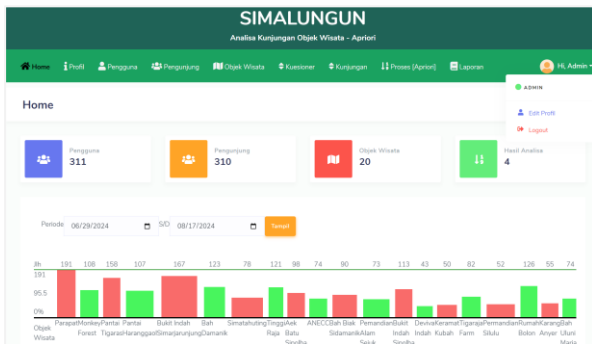 SIMALUNGUN
Analisa Kunjungan Objek Wisata - Apriori
Home Profil Pengguna Pengunjung Objek Wisata Kuesioner Kunjungan Proses [Apriori] Laporan Hi, Admin
ADMIN
Edit Profil
Logout
Home
Pengguna
311
Pengunjung
310
Objek Wisata
20
Hasil Analisa
4
Periode 06/29/2024 S/D 08/17/2024 Tampil
Jlh 191 108 158 107 167 123 78 121 98 74 90 73 113 43 50 82 52 126 55 74
191
95.5
0%
Objek Wisata
Parapat Monkey Pantai Pantai Bukit Indah Bah Simatahuting Tinggi Aek ANECC Bah Biak Pemandian Bukit Deviva Keramat Tigaraja Permandian Rumah Karang Bah
Forest Tigaras Haranggaol Simarjarunjung Damanik Raja Batu Sidamanik Alam Indah Indah Kubah Farm Silulu Bolon Anyer Uluni
Sipolha Sejuk Sipolha Maria